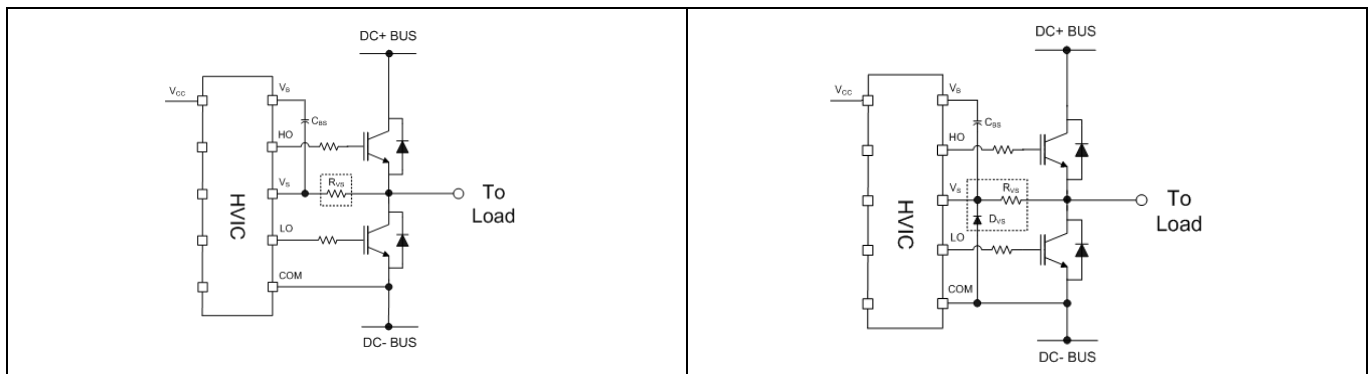 DC+ BUS
VCC
VB
CBS
HO
VS
RVS
HVIC
To
Load
LO
COM
DC- BUS
DC+ BUS
VCC
VB
CBS
HO
VS
RVS
HVIC
DVS
To
Load
LO
COM
DC- BUS